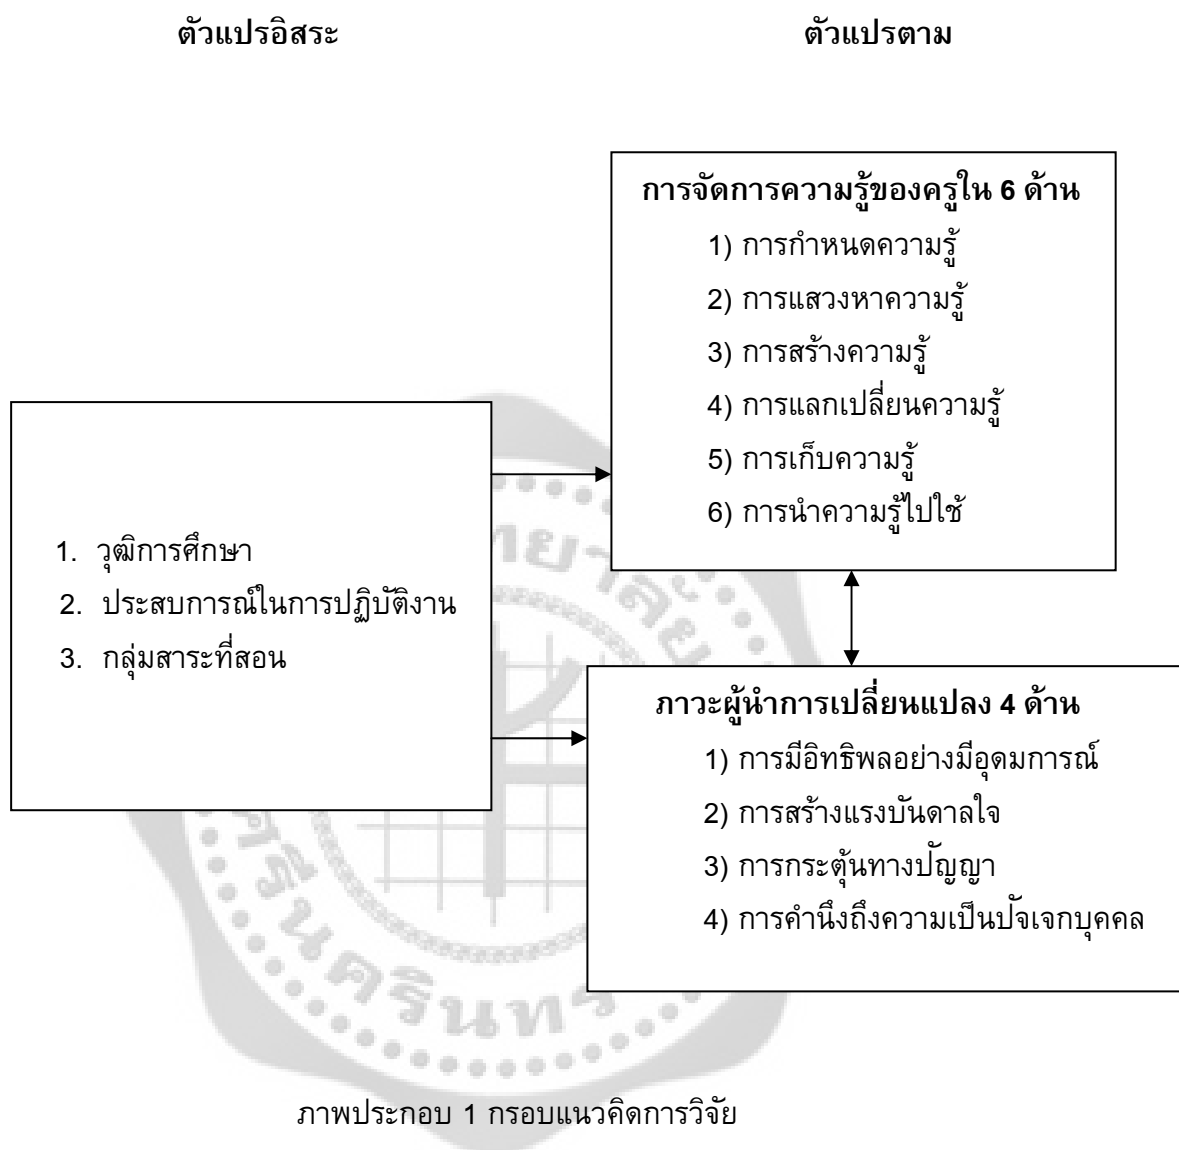 ตัวแปรอิสระ
ตัวแปรตาม
การจัดการความรู้ของครูใน 6 ด้าน
1) การกำหนดความรู้
2) การแสวงหาความรู้
3) การสร้างความรู้
4) การแลกเปลี่ยนความรู้
5) การเก็บความรู้
6) การนำความรู้ไปใช้
1. วุฒิการศึกษา
2. ประสบการณ์ในการปฏิบัติงาน
3. กลุ่มสาระที่สอน
ภาวะผู้นำการเปลี่ยนแปลง 4 ด้าน
1) การมีอิทธิพลอย่างมีอุดมการณ์
2) การสร้างแรงบันดาลใจ
3) การกระตุ้นทางปัญญา
4) การคำนึงถึงความเป็นปัจเจกบุคคล
ภาพประกอบ 1 กรอบแนวคิดการวิจัย